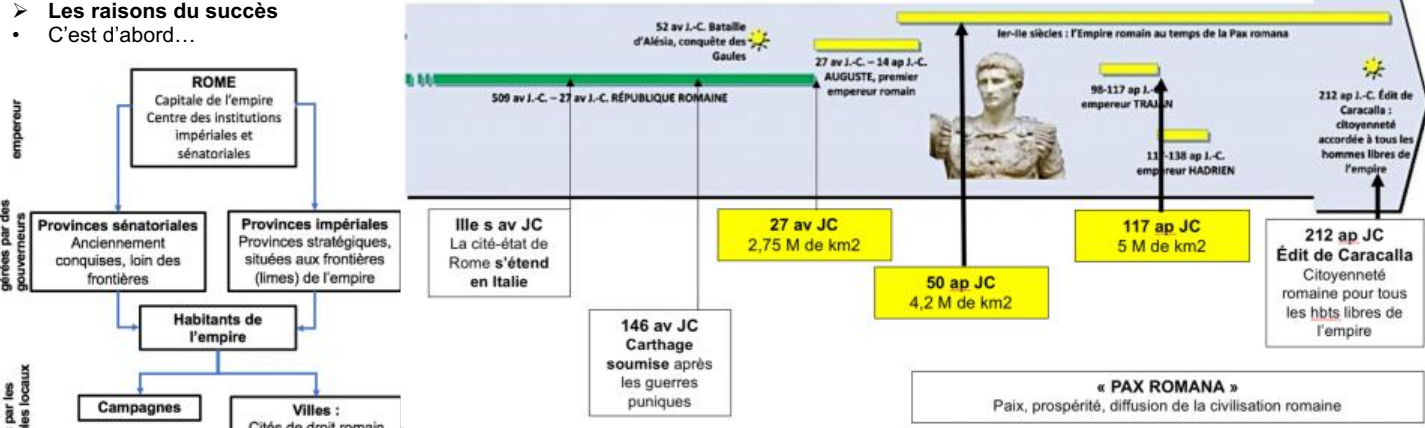 ➢ Les raisons du succès
• C'est d'abord…
empereur
ROME
Capitale de l'empire
Centre des institutions
impériales et
sénatoriales
gérées par des
gouverneurs
Provinces sénatoriales
Anciennement
conquises, loin des
frontières
Provinces impériales
Provinces stratégiques,
situées aux frontières
(limes) de l'empire
Habitants de
l'empire
par les
locaux
Campagnes
Villes :
Cités de droit romain
52 av J.-C. Bataille
d'Alésia, conquête des
Gaules
509 av J.-C. – 27 av J.-C. RÉPUBLIQUE ROMAINE
27 av J.-C. – 14 ap J.-C.
AUGUSTE, premier
empereur romain
Ier-IIe siècles : l'Empire romain au temps de la Pax romana
98-117 ap J.-C.
empereur TRAJAN
117-138 ap J.-C.
empereur HADRIEN
212 ap J.-C. Édit de
Caracalla :
citoyenneté
accordée à tous les
hommes libres de
l'empire
IIIe s av JC
La cité-état de
Rome s'étend
en Italie
146 av JC
Carthage
soumise après
les guerres
puniques
27 av JC
2,75 M de km2
50 ap JC
4,2 M de km2
117 ap JC
5 M de km2
212 ap JC
Édit de Caracalla
Citoyenneté
romaine pour tous
les hbts libres de
l'empire
« PAX ROMANA »
Paix, prospérité, diffusion de la civilisation romaine